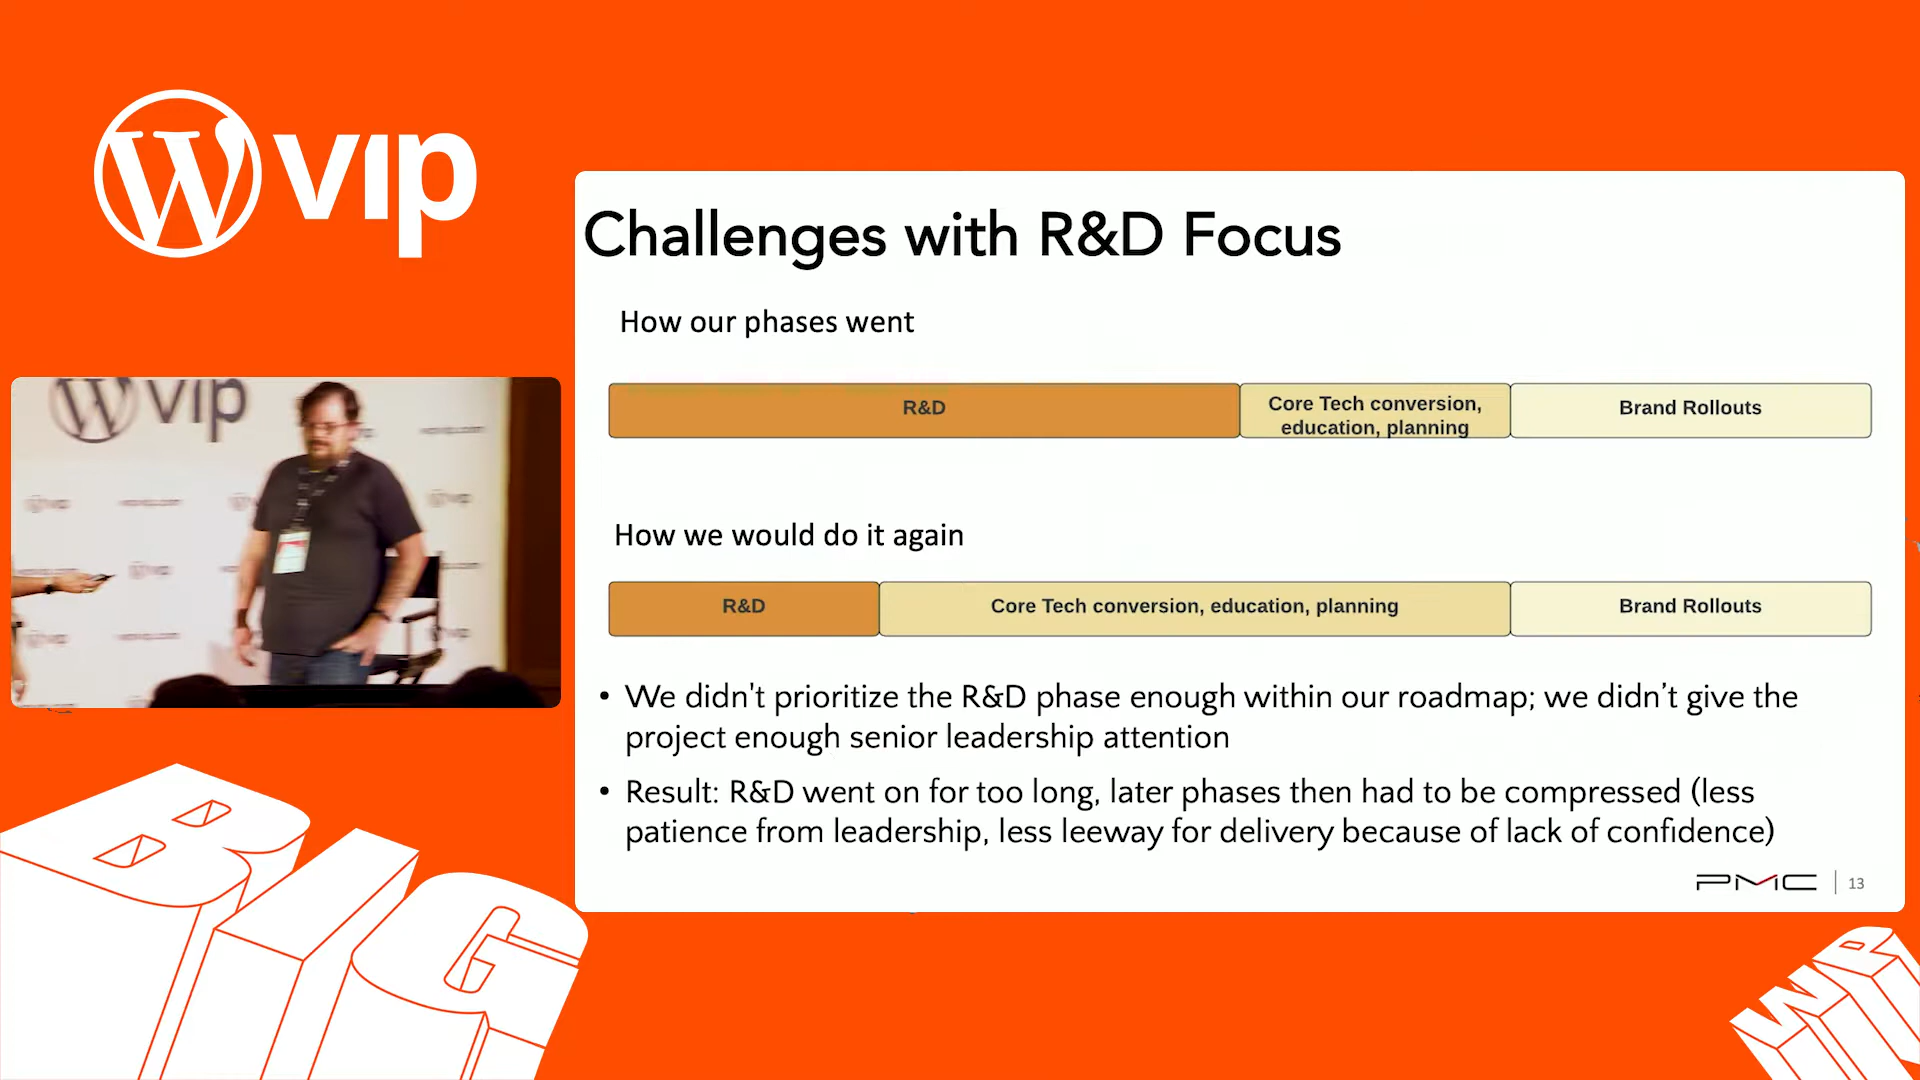 W vip
Challenges with R&D Focus
How our phases went
R&D
Core Tech conversion,
education, planning
Brand Rollouts
How we would do it again
R&D
Core Tech conversion, education, planning
Brand Rollouts
• We didn't prioritize the R&D phase enough within our roadmap; we didn’t give the
project enough senior leadership attention
• Result: R&D went on for too long, later phases then had to be compressed (less
patience from leadership, less leeway for delivery because of lack of confidence)
PMC
13
W vip
BIG
WP